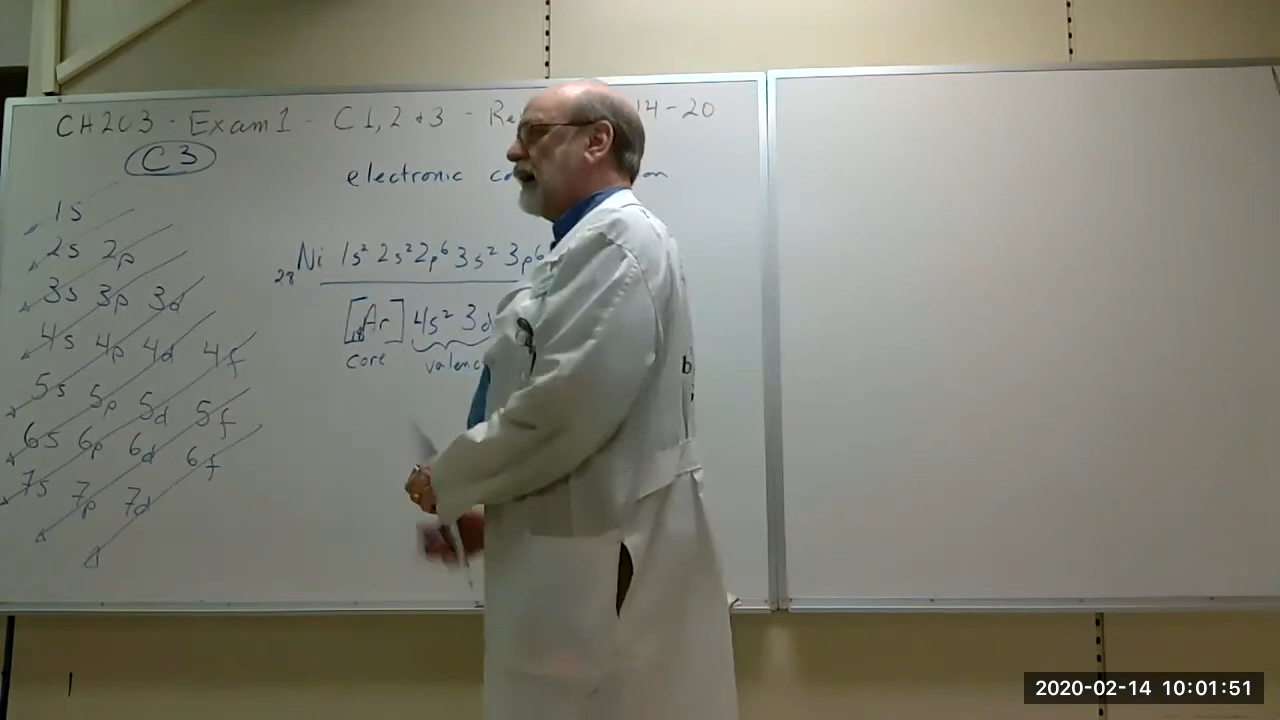 CH203 - Exam 1 - C1,2+3 - 14-20
C3
electronic
1s
2s 2p
3s 3p 3d
4s 4p 4d 4f
5s 5p 5d 5f
6s 6p 6d 6f
7s 7p 7d
28Ni 1s² 2s² 2p⁶ 3s² 3p⁶
[18Ar] 4s² 3d
core
2020-02-14 10:01:51